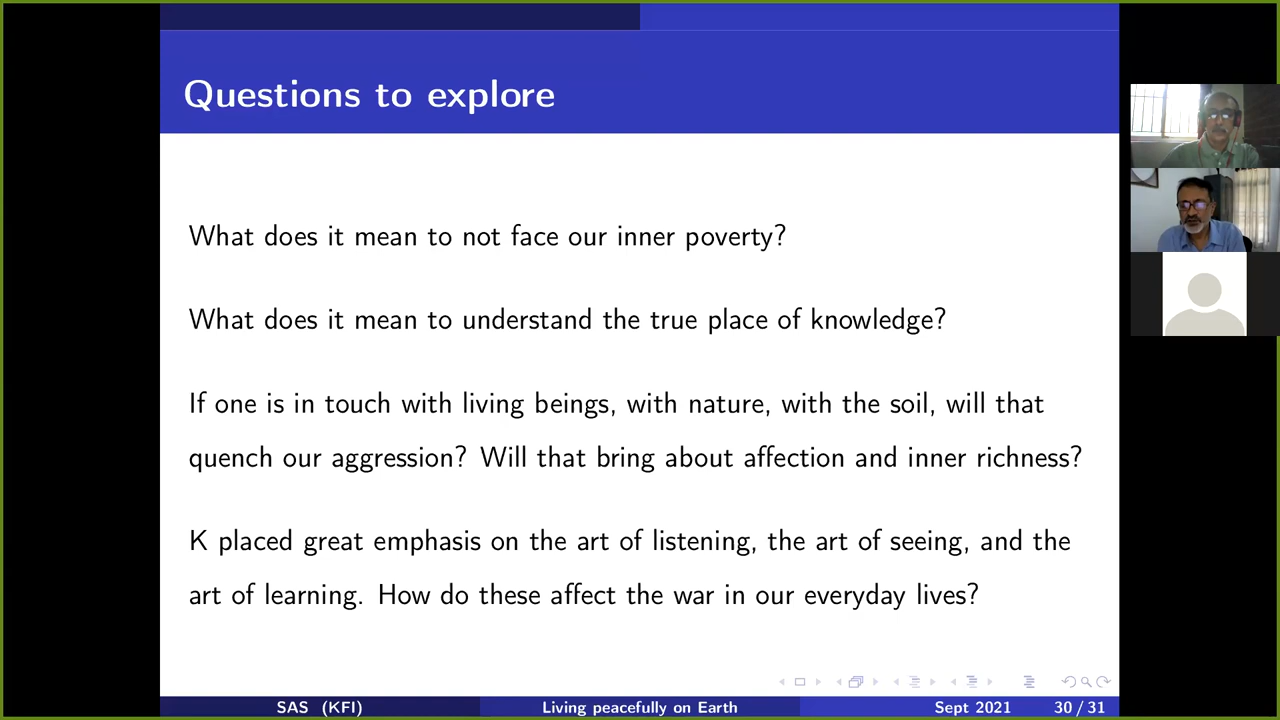 Questions to explore
What does it mean to not face our inner poverty?
What does it mean to understand the true place of knowledge?
If one is in touch with living beings, with nature, with the soil, will that
quench our aggression? Will that bring about affection and inner richness?
K placed great emphasis on the art of listening, the art of seeing, and the
art of learning. How do these affect the war in our everyday lives?
SAS (KFI) Living peacefully on Earth Sept 2021 30 / 31